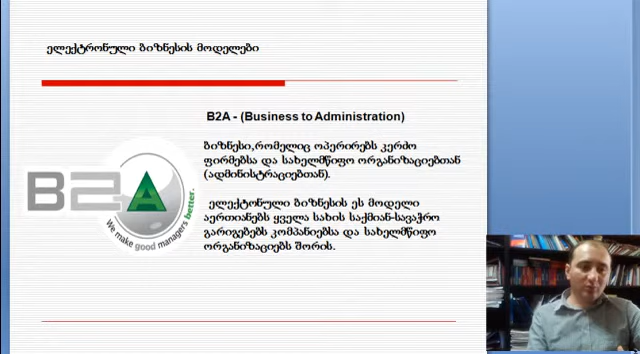 ელექტრონული ბიზნესის მოდელები
B2A - (Business to Administration)
ბიზნესი,რომელიც ოპერირებს კერძო
ფირმებსა და სახელმწიფო ორგანიზაციებთან
(ადმინისტრაციებთან).
ელექტონული ბიზნესის ეს მოდელი
აერთიანებს ყველა სახის საქმიან-სავაჭრო
გარიგებებს კომპანიებსა და სახელმწიფო
ორგანიზაციებს შორის.
B2A
We make good managers better.